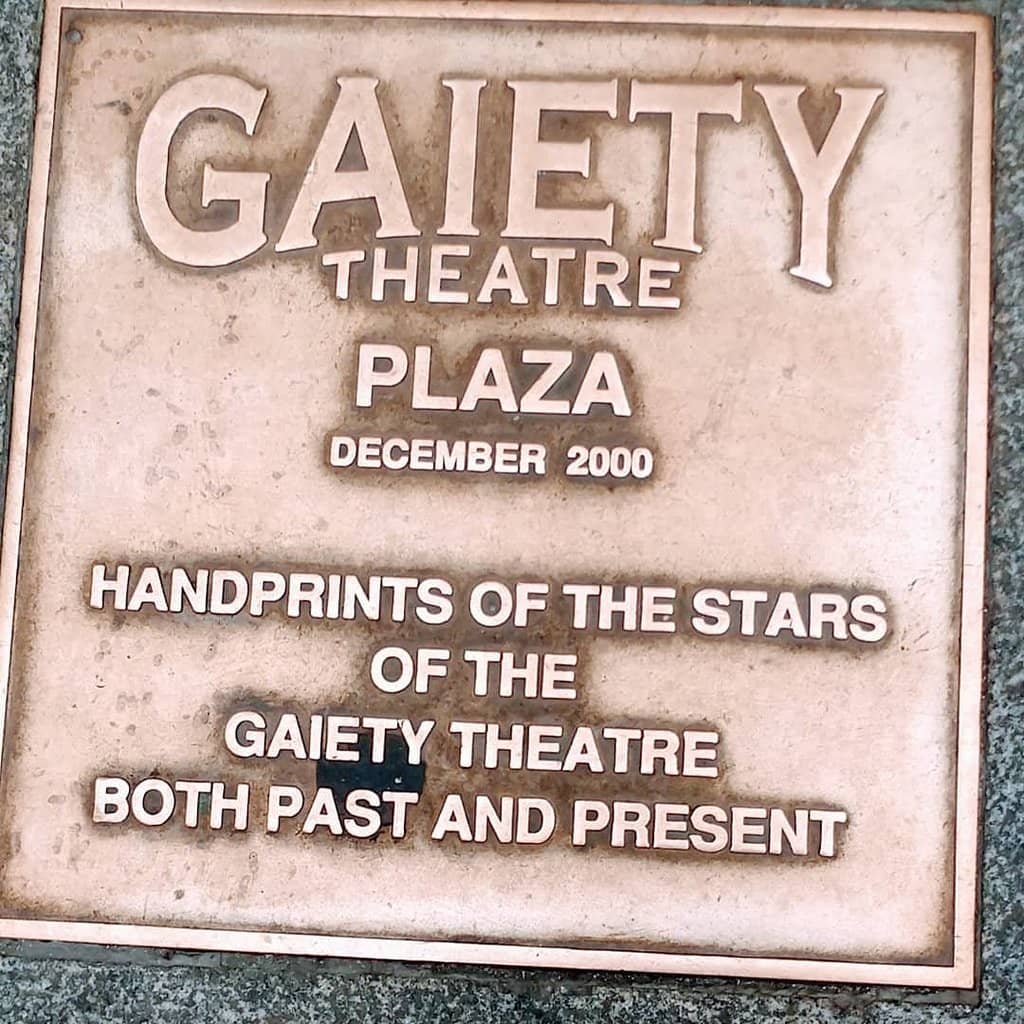 GAIETY
THEATRE
PLAZA
DECEMBER 2000
HANDPRINTS OF THE STARS
OF THE
GAIETY THEATRE
BOTH PAST AND PRESENT